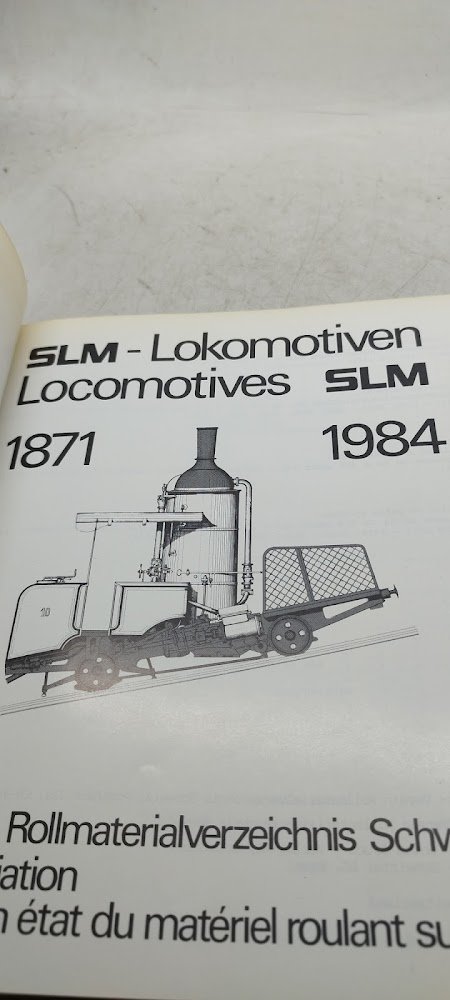 SLM - Lokomotiven
Locomotives SLM
1871 1984
10
Rollmaterialverzeichnis Schw
iation
n état du matériel roulant su